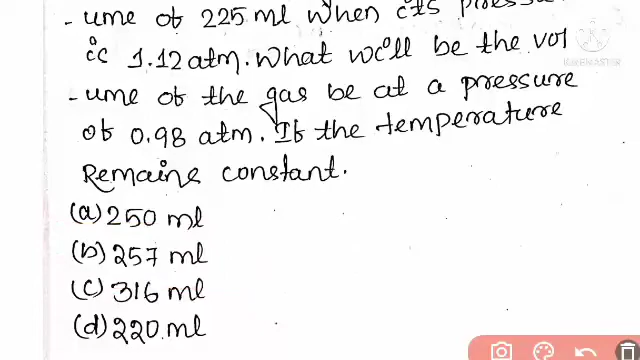 - ume of 225 ml when its pressu
is 1.12 atm. What will be the vol
- ume of the gas be at a pressure
of 0.98 atm. If the temperature
Remains constant.
(a) 250 ml
(b) 257 ml
(c) 316 ml
(d) 220 ml
KINEMASTER